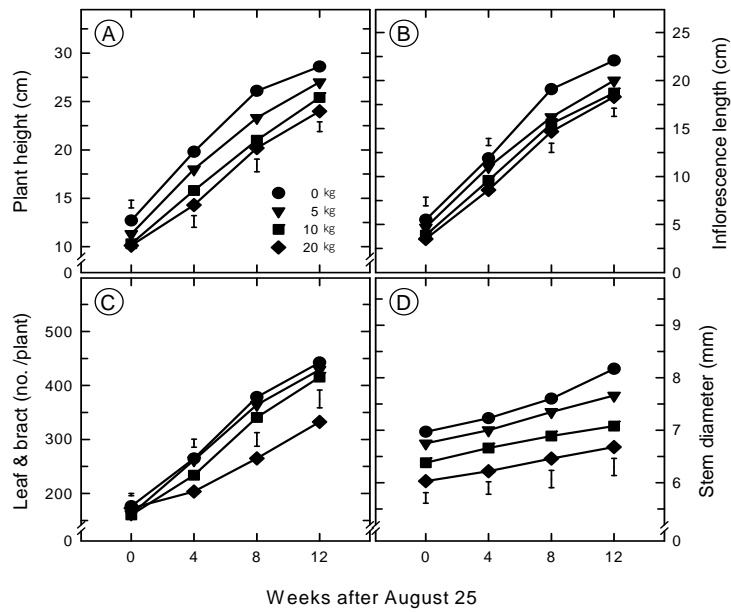 A
B
30
25
20
15
10
0
Plant height (cm)
25
20
15
10
5
0
Inflorescence length (cm)
0 kg
5 kg
10 kg
20 kg
C
D
500
400
300
200
0
Leaf & bract (no. /plant)
9
8
7
6
0
Stem diameter (mm)
0 4 8 12
0 4 8 12
Weeks after August 25